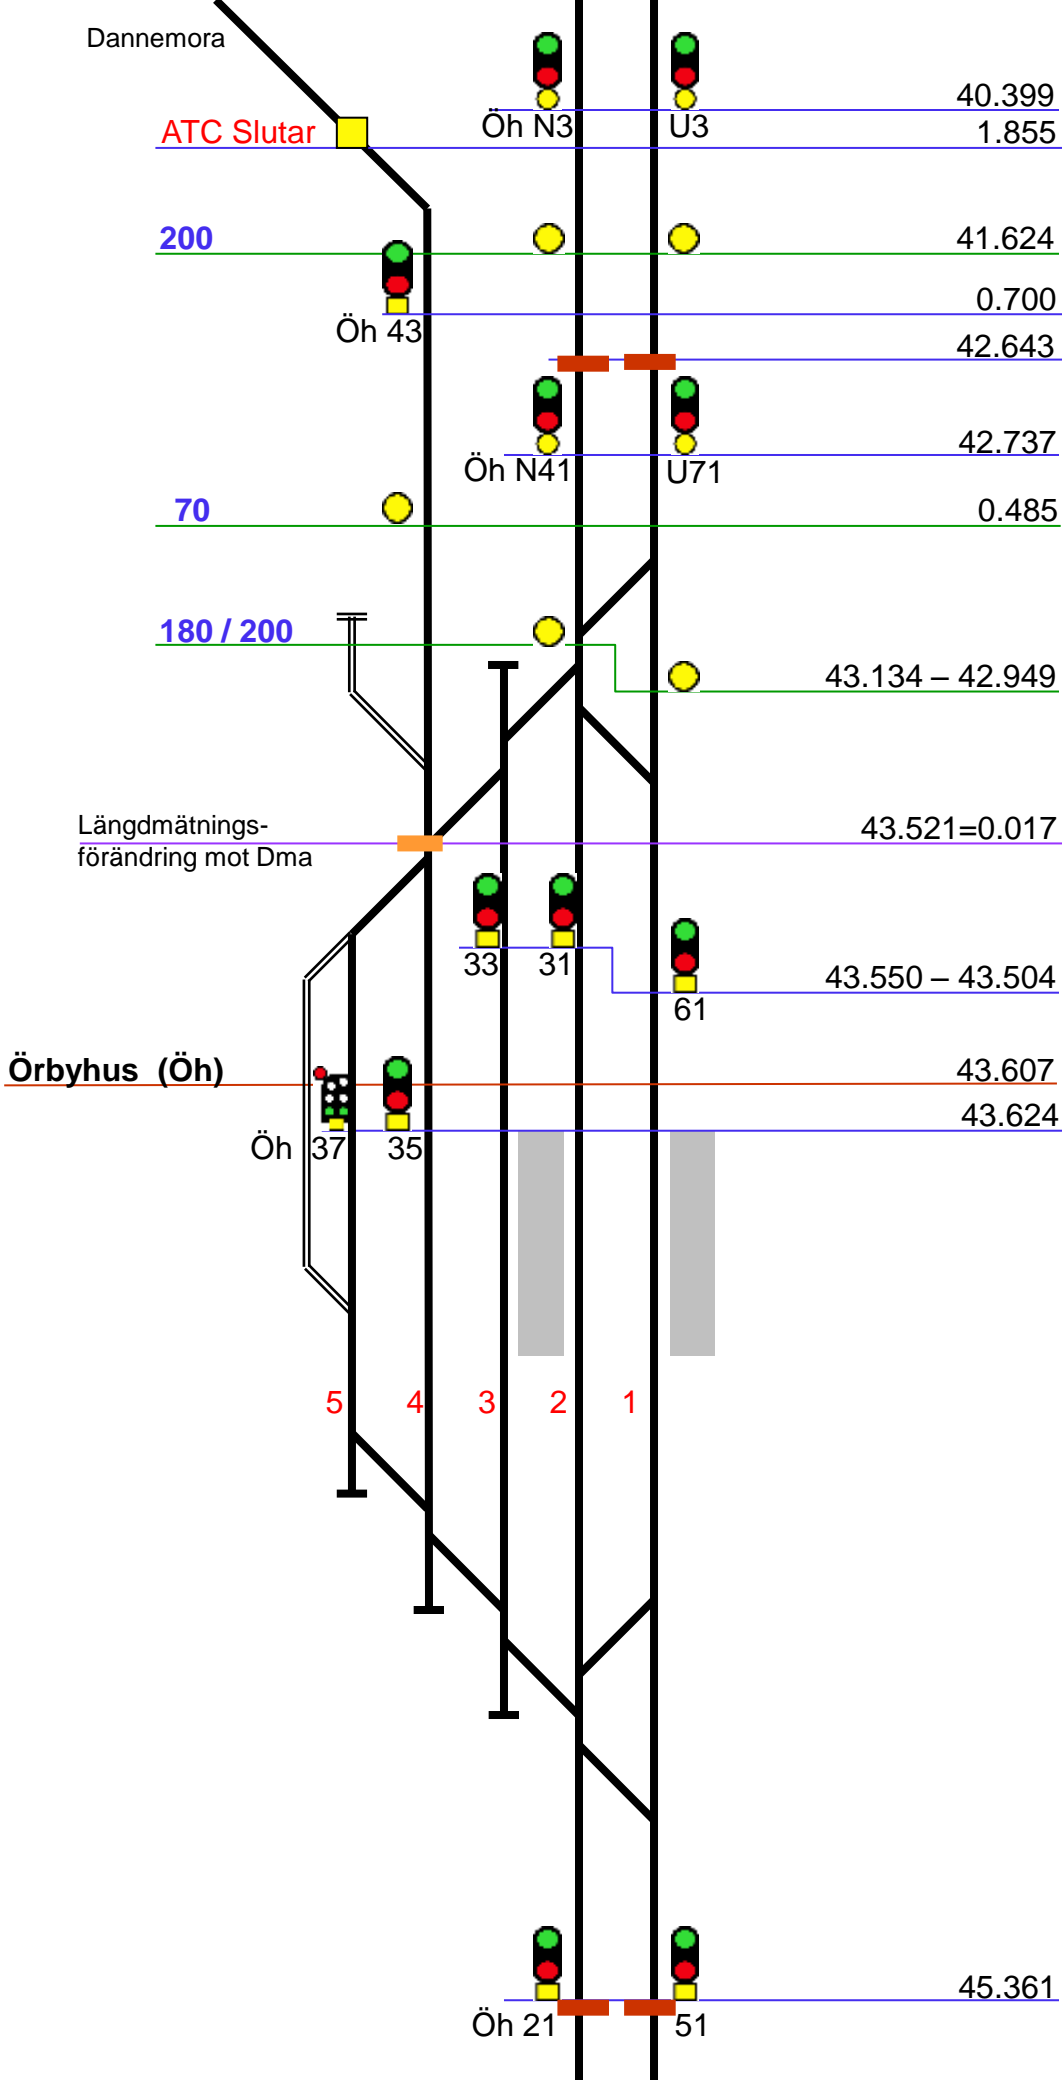 Dannemora
40.399
Öh N3 U3
ATC Slutar 1.855
200 41.624
0.700
Öh 43
42.643
42.737
Öh N41 U71
70 0.485
180 / 200
43.134 – 42.949
Längdmätnings-
förändring mot Dma
43.521=0.017
33 31
43.550 – 43.504
61
Örbyhus (Öh) 43.607
43.624
Öh 37 35
5 4 3 2 1
45.361
Öh 21 51